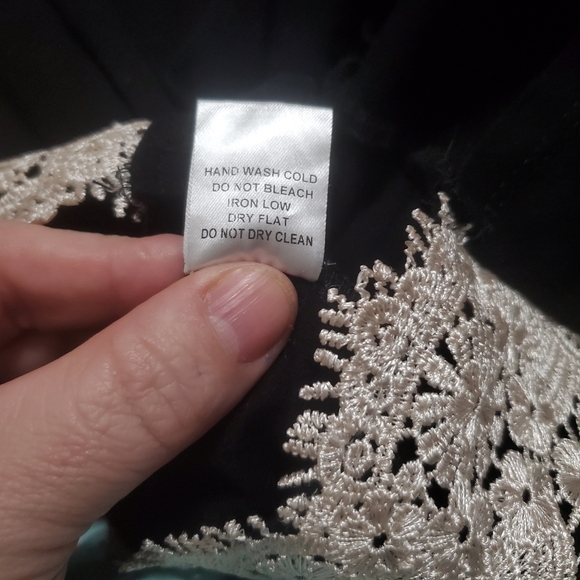 HAND WASH COLD
DO NOT BLEACH
IRON LOW
DRY FLAT
DO NOT DRY CLEAN